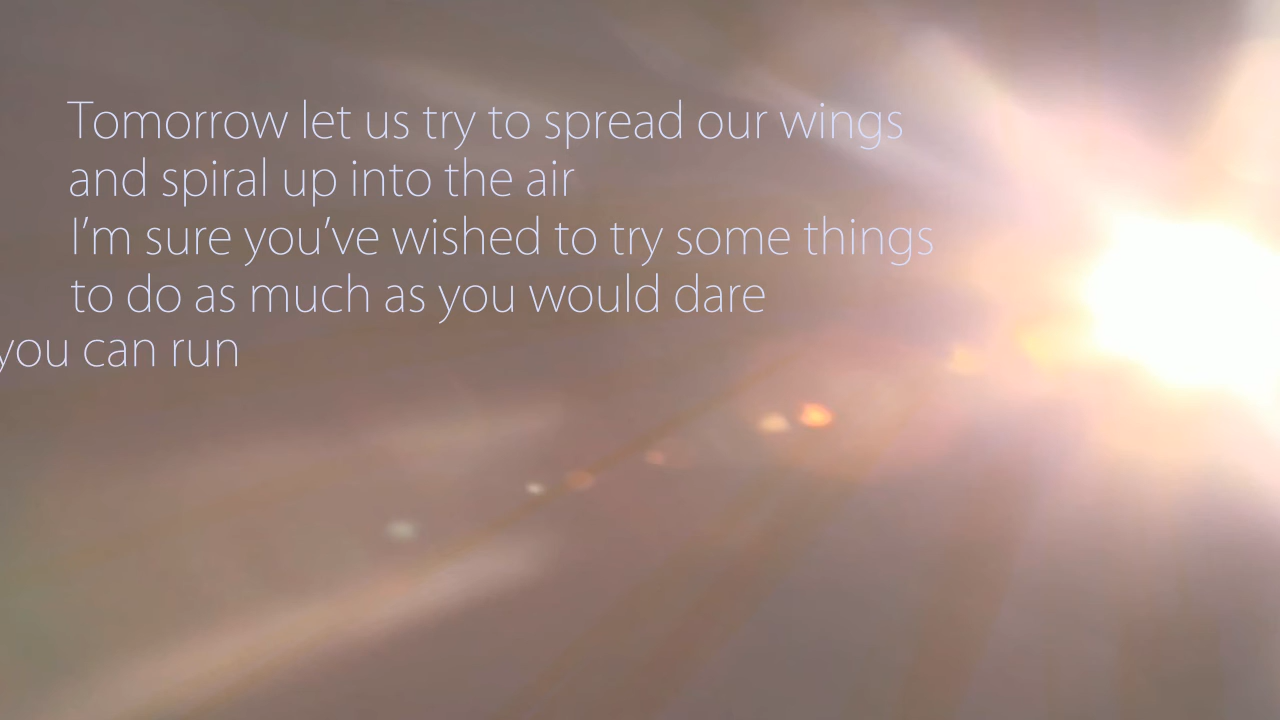 Tomorrow let us try to spread our wings
and spiral up into the air
I’m sure you’ve wished to try some things
to do as much as you would dare
you can run